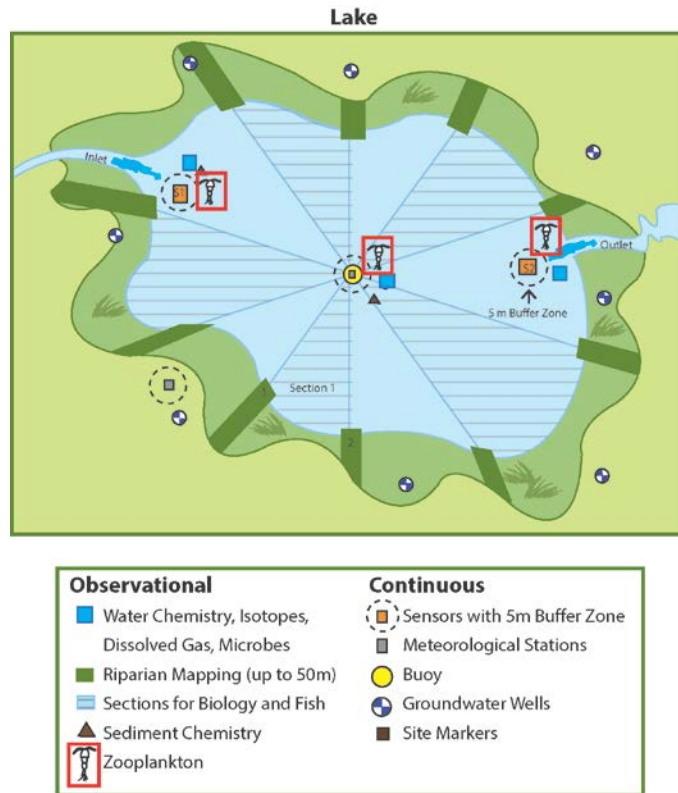 Lake
Inlet
S1
Outlet
S2
5 m Buffer Zone
Section 1
1
2
Observational
Water Chemistry, Isotopes,
Dissolved Gas, Microbes
Riparian Mapping (up to 50m)
Sections for Biology and Fish
Sediment Chemistry
Zooplankton
Continuous
Sensors with 5m Buffer Zone
Meteorological Stations
Buoy
Groundwater Wells
Site Markers